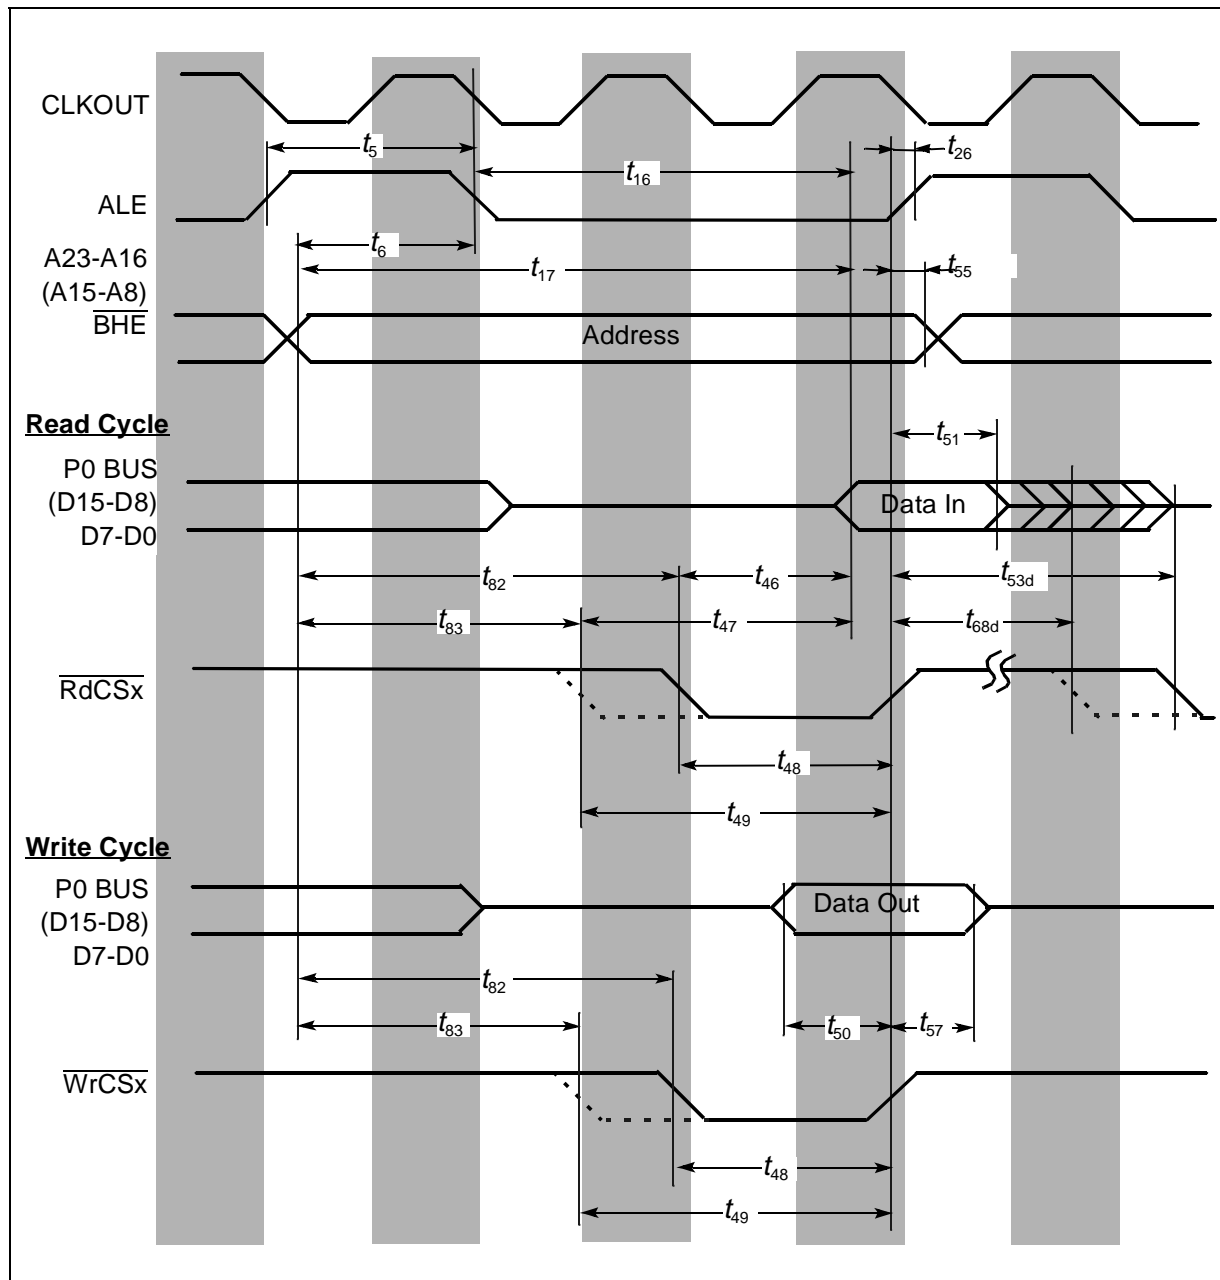 CLKOUT
t5
t26
t16
ALE
t6
A23-A16
t17
t55
(A15-A8)
BHE
Address
Read Cycle
t51
P0 BUS
(D15-D8)
Data In
D7-D0
t82
t46
t53d
t83
t47
t68d
RdCSx
t48
t49
Write Cycle
P0 BUS
(D15-D8)
Data Out
D7-D0
t82
t83
t50
t57
WrCSx
t48
t49